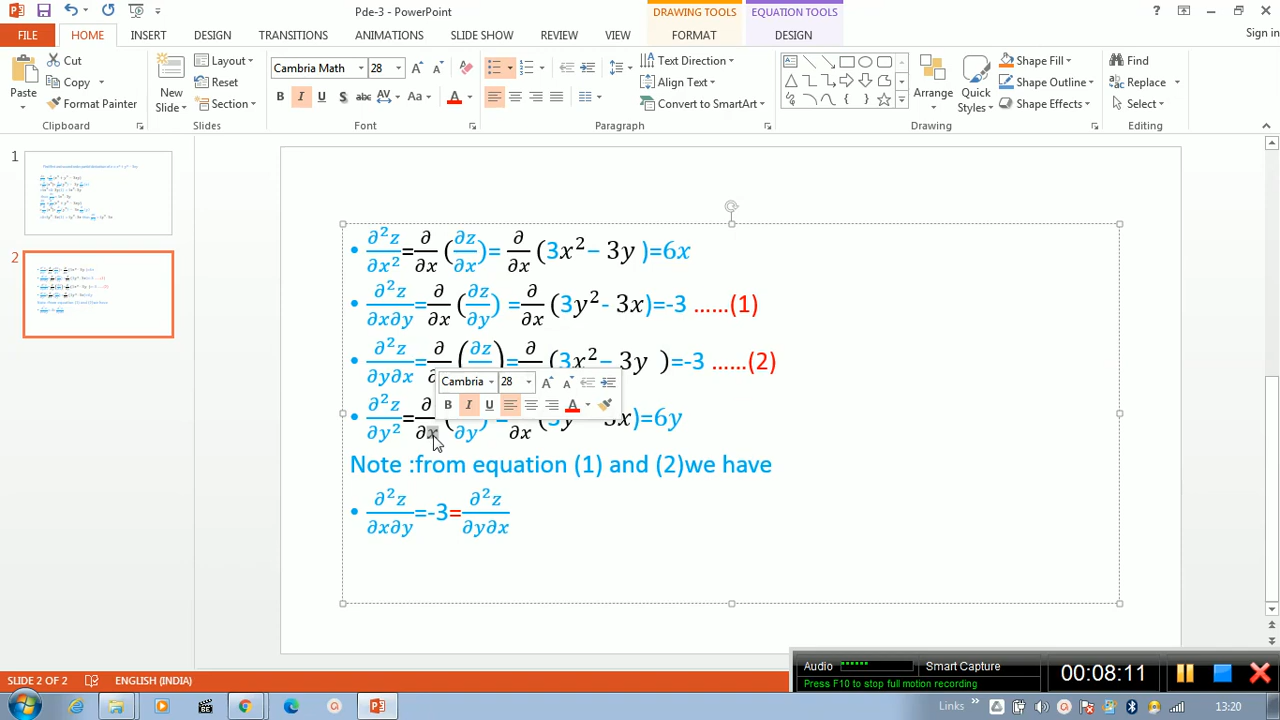 Pde-3 - PowerPoint
DRAWING TOOLS
EQUATION TOOLS
Sign in
FILE HOME INSERT DESIGN TRANSITIONS ANIMATIONS SLIDE SHOW REVIEW VIEW FORMAT DESIGN
Paste
Cut
Copy
Format Painter
New Slide
Layout
Reset
Section
Cambria Math 28
Text Direction
Align Text
Convert to SmartArt
Arrange
Quick Styles
Shape Fill
Shape Outline
Shape Effects
Find
Replace
Select
Clipboard Slides Font Paragraph Drawing Editing
1
2
• ∂²z/∂x²=∂/∂x (∂z/∂x)= ∂/∂x (3x²− 3y )=6x
• ∂²z/∂x∂y=∂/∂x (∂z/∂y) =∂/∂x (3y²- 3x)=-3 ......(1)
• ∂²z/∂y∂x=∂/∂ (∂z/ )=∂/∂ (3x²− 3y )=-3 ......(2)
Cambria 28
• ∂²z/∂y²=∂/∂x (∂y) =∂x (3y 3x)=6y
Note :from equation (1) and (2)we have
• ∂²z/∂x∂y=-3=∂²z/∂y∂x
Audio
Smart Capture
Press F10 to stop full motion recording
00:08:11
SLIDE 2 OF 2 ENGLISH (INDIA)
Links
13:20